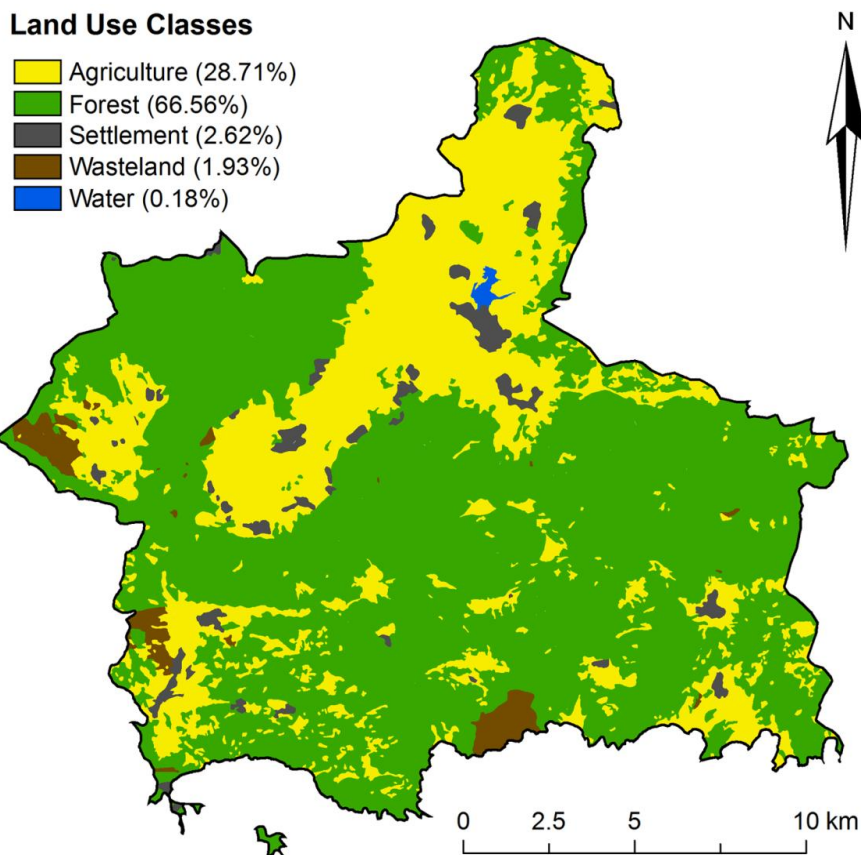 Land Use Classes
Agriculture (28.71%)
Forest (66.56%)
Settlement (2.62%)
Wasteland (1.93%)
Water (0.18%)
N
0 2.5 5 10 km